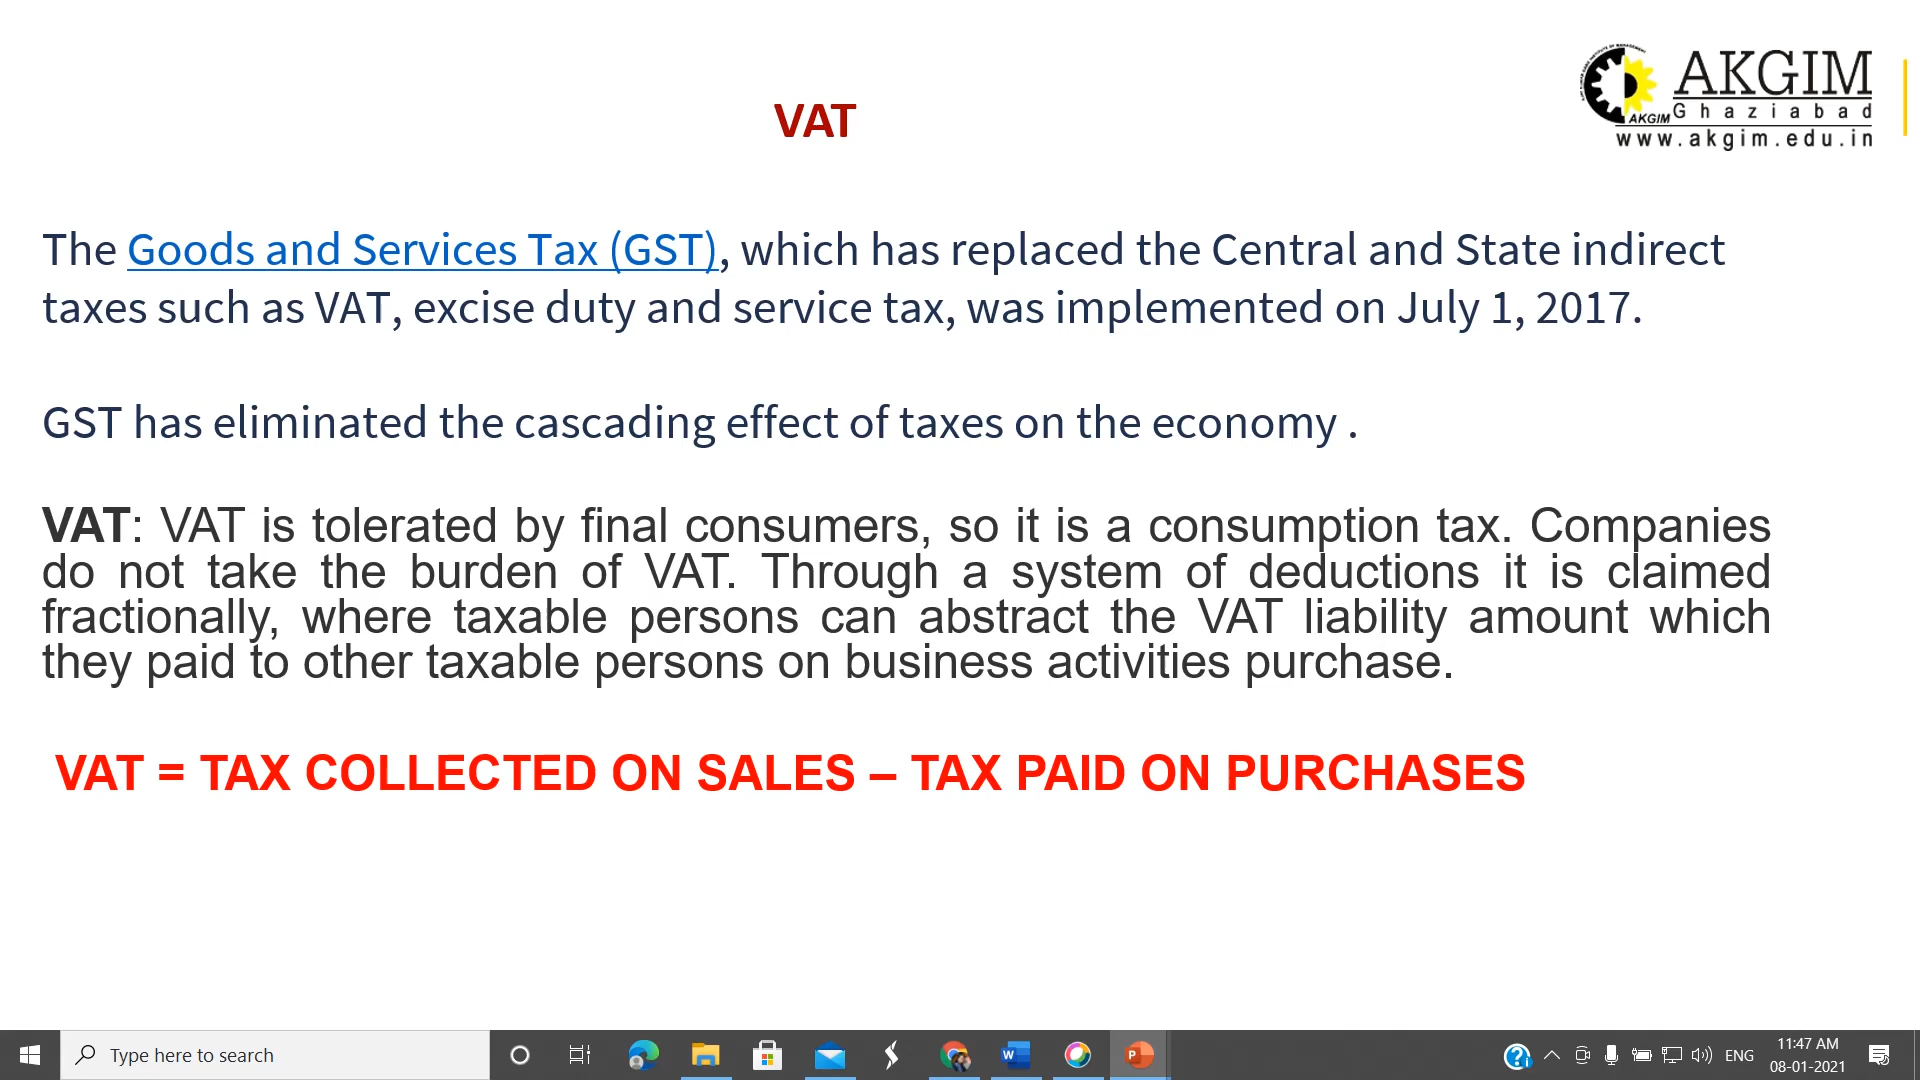 AKGIM
Ghaziabad
AKGIM
www.akgim.edu.in
VAT
The Goods and Services Tax (GST), which has replaced the Central and State indirect
taxes such as VAT, excise duty and service tax, was implemented on July 1, 2017.
GST has eliminated the cascading effect of taxes on the economy .
VAT: VAT is tolerated by final consumers, so it is a consumption tax. Companies
do not take the burden of VAT. Through a system of deductions it is claimed
fractionally, where taxable persons can abstract the VAT liability amount which
they paid to other taxable persons on business activities purchase.
VAT = TAX COLLECTED ON SALES – TAX PAID ON PURCHASES
Type here to search
ENG
11:47 AM
08-01-2021